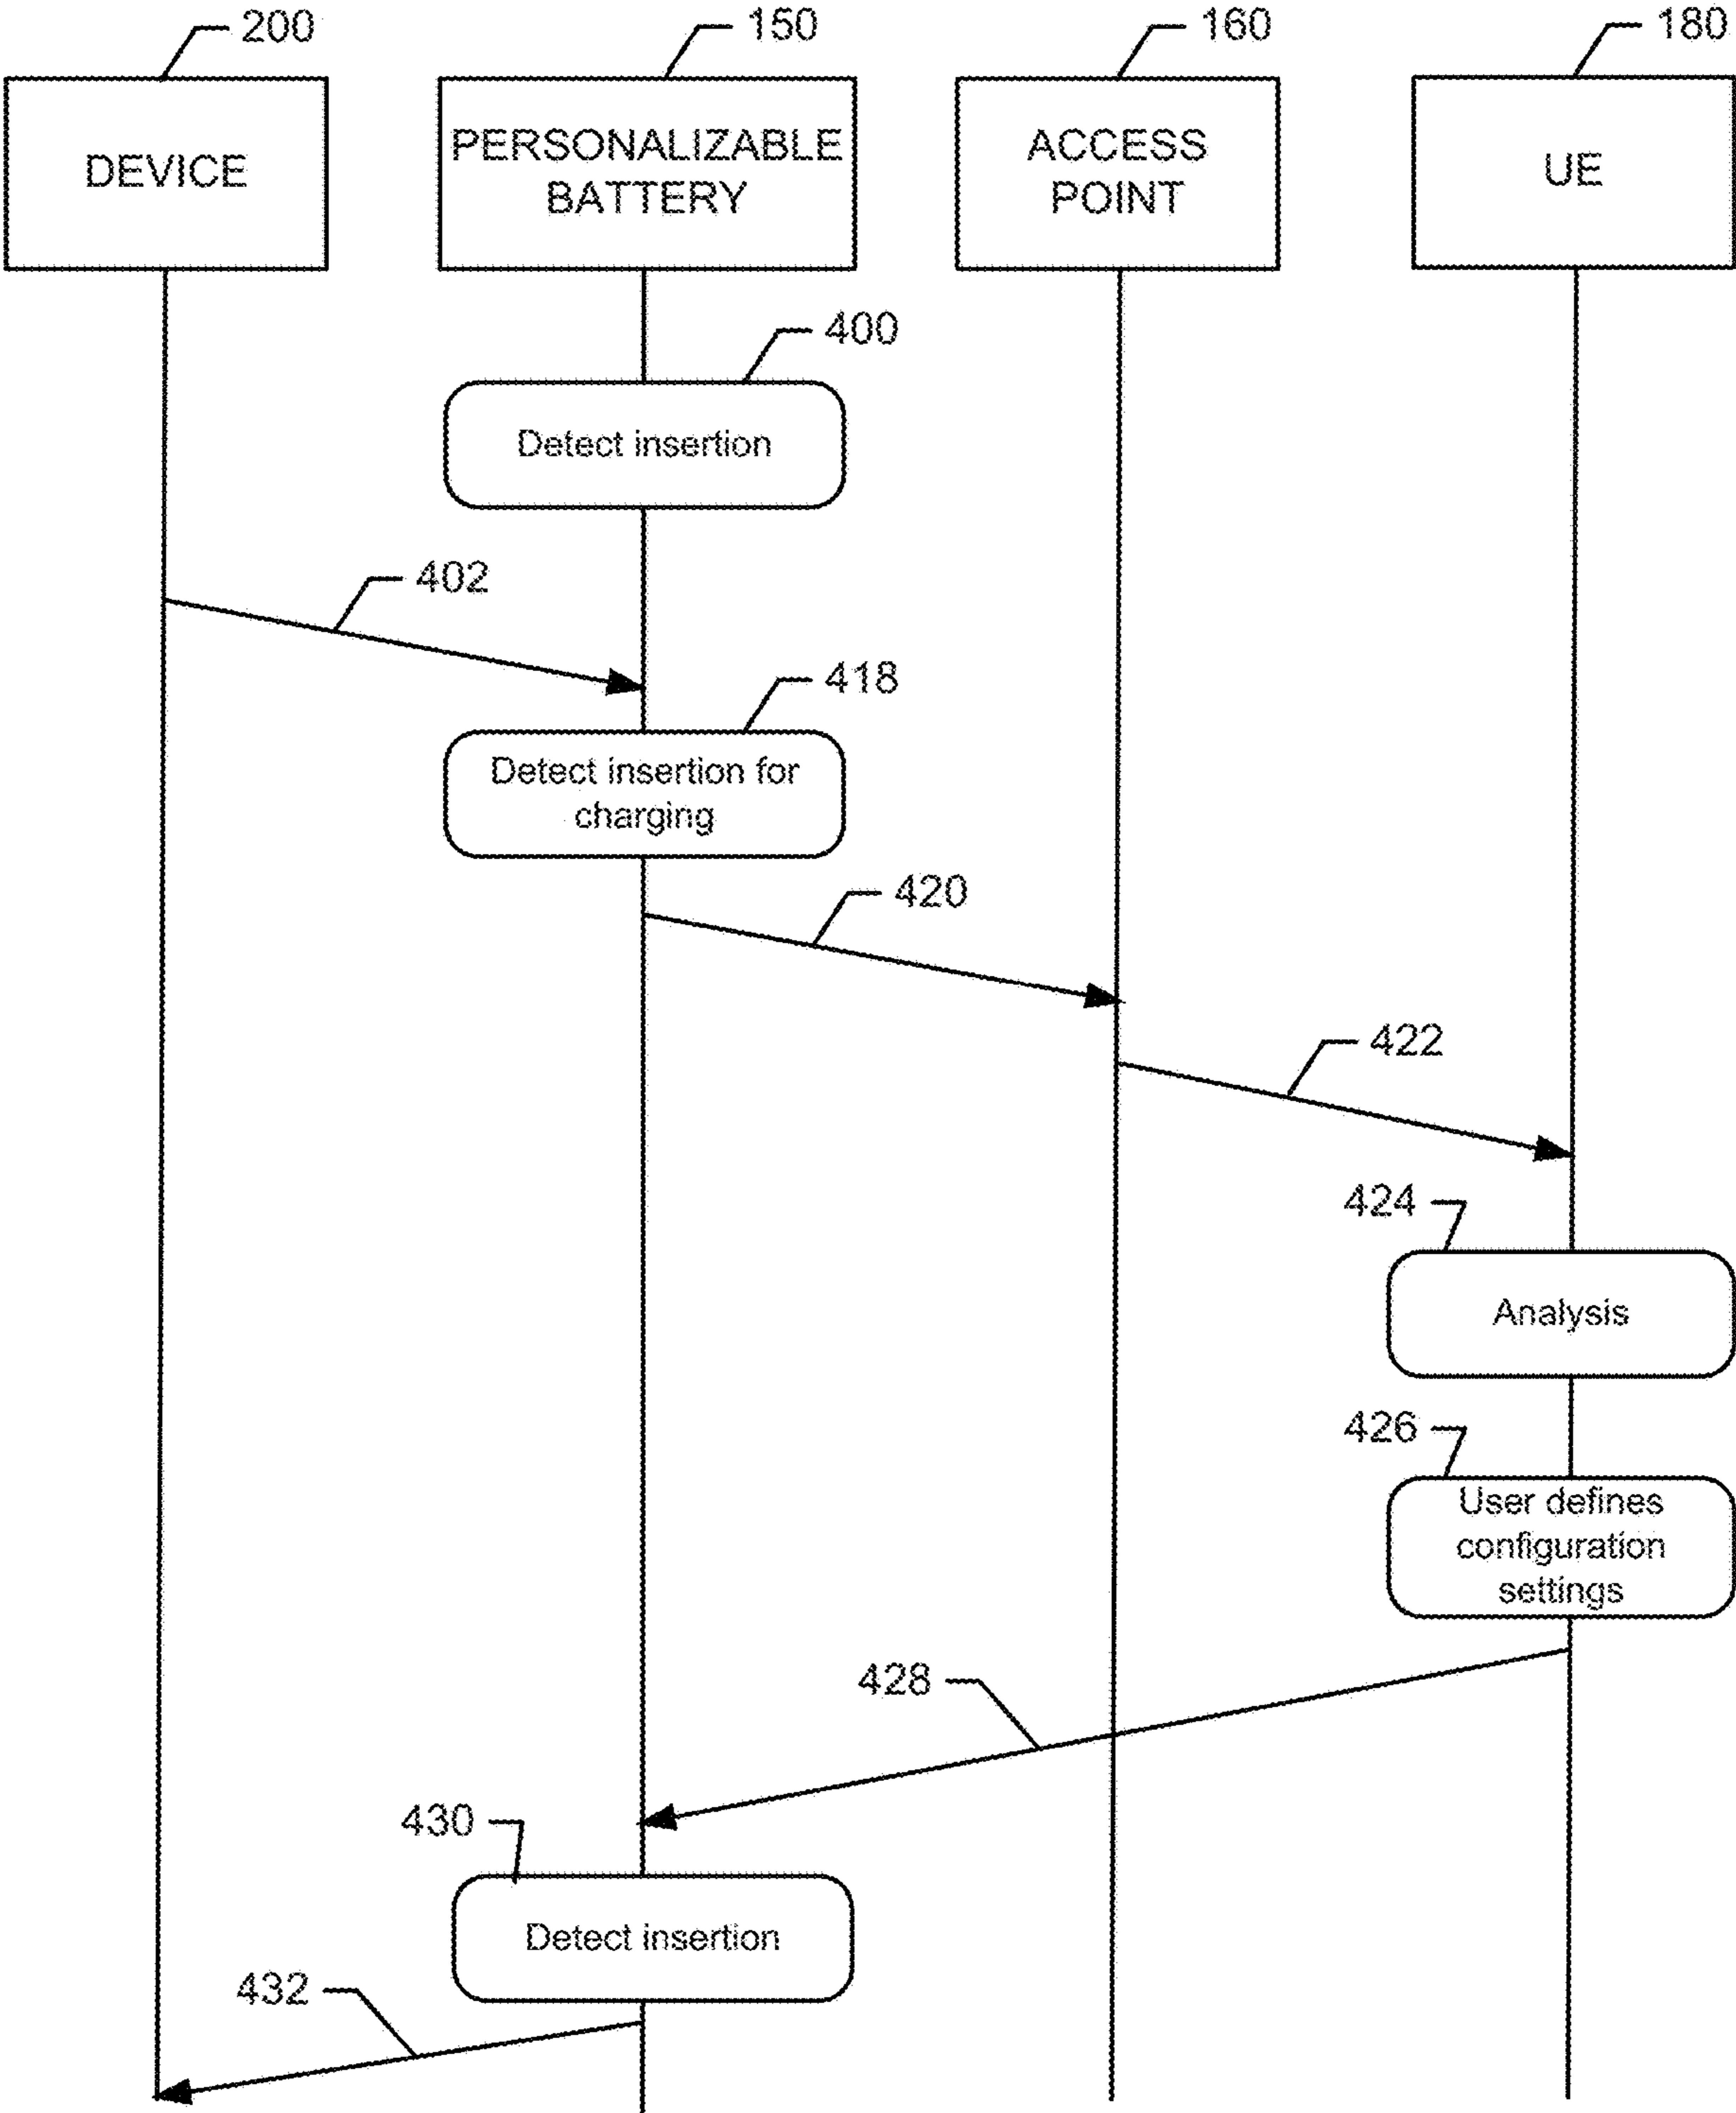 200
150
160
180
DEVICE
PERSONALIZABLE
BATTERY
ACCESS
POINT
UE
400
Detect insertion
402
418
Detect insertion for
charging
420
422
424
Analysis
426
User defines
configuration
settings
428
430
Detect insertion
432